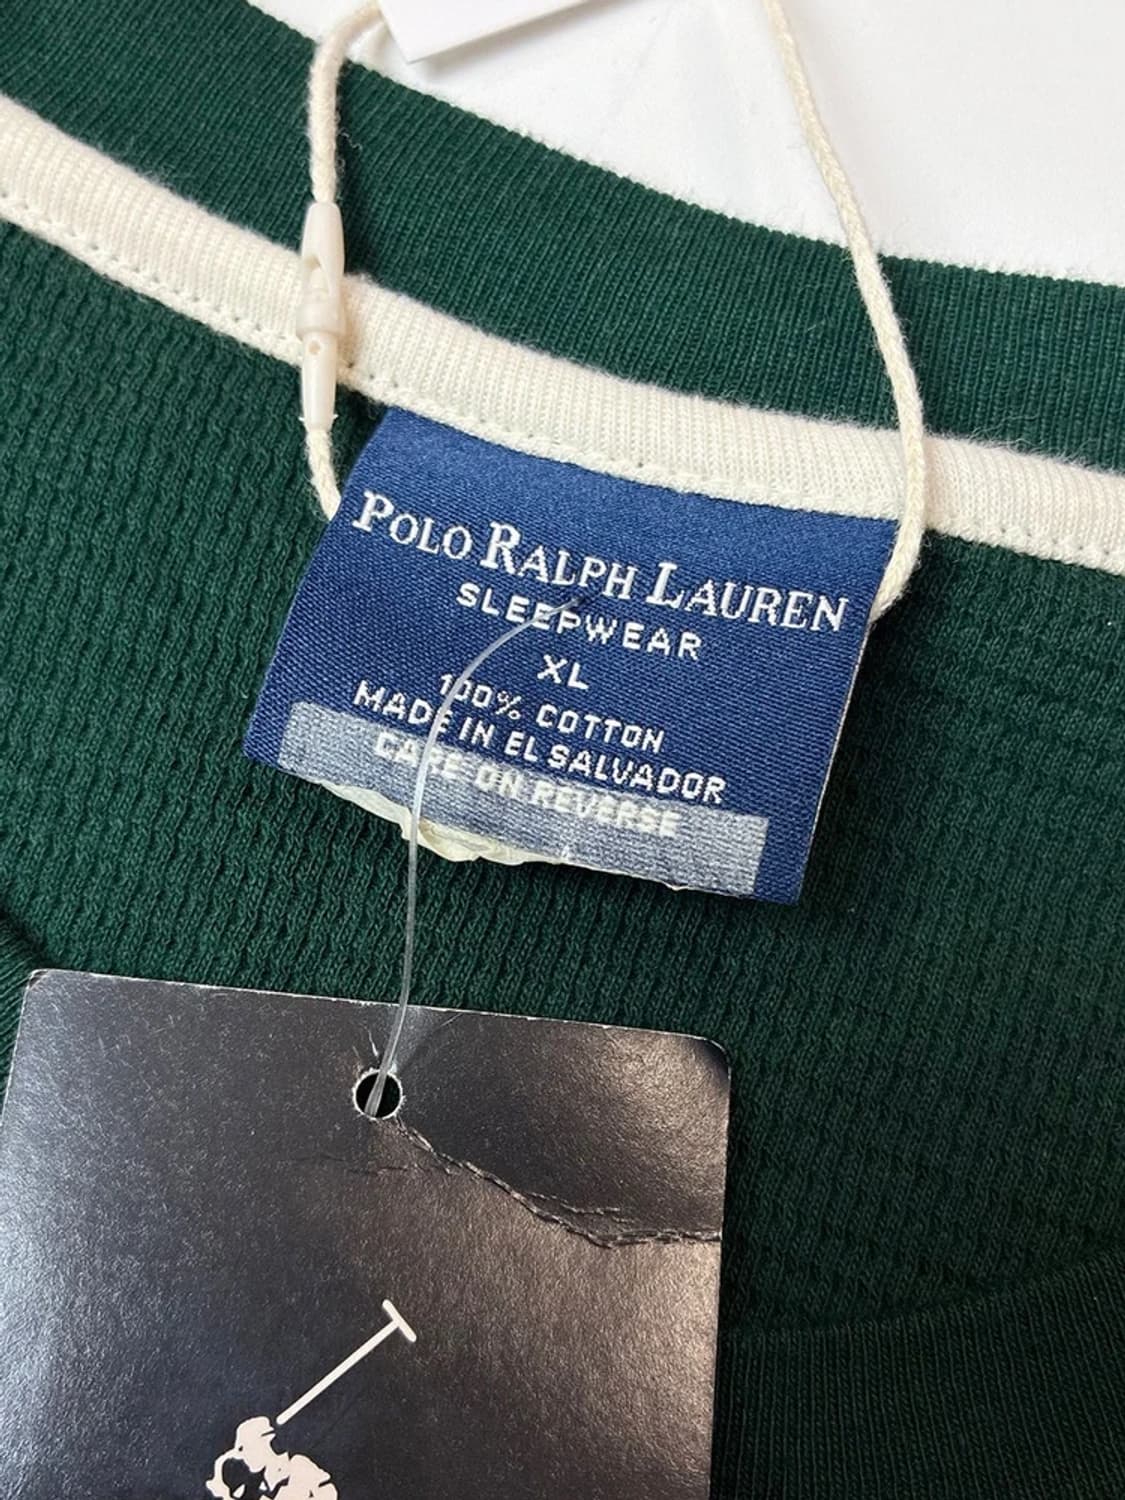 POLO RALPH LAUREN
SLEEPWEAR
XL
100% COTTON
MADE IN EL SALVADOR
CARE ON REVERSE